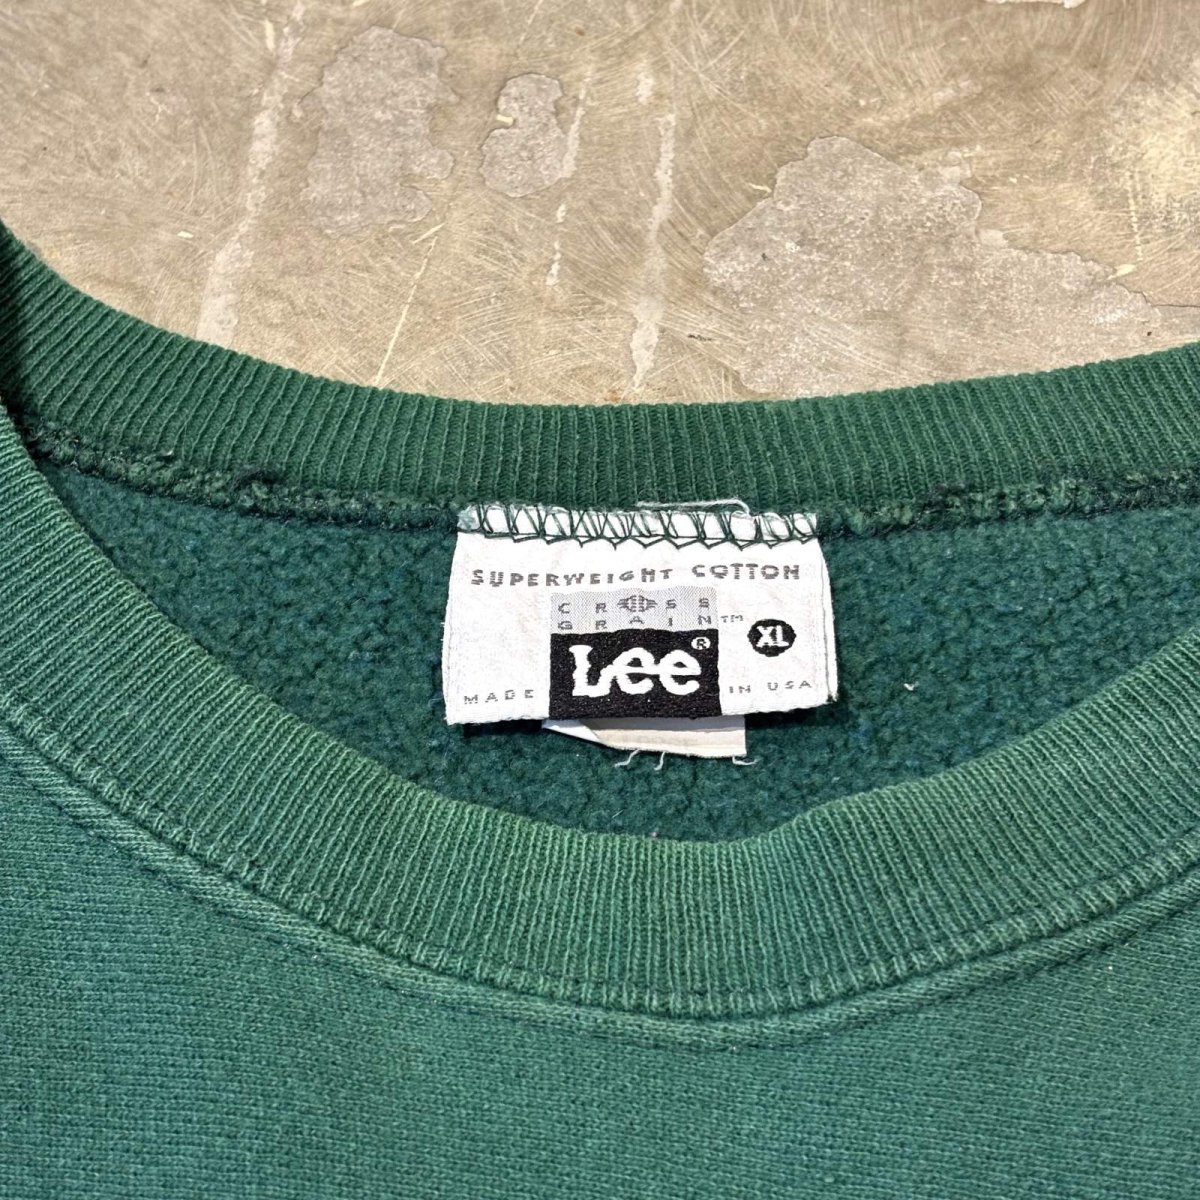 SUPERWEIGHT COTTON
CROSS
GRAIN™
XL
Lee®
MADE IN USA